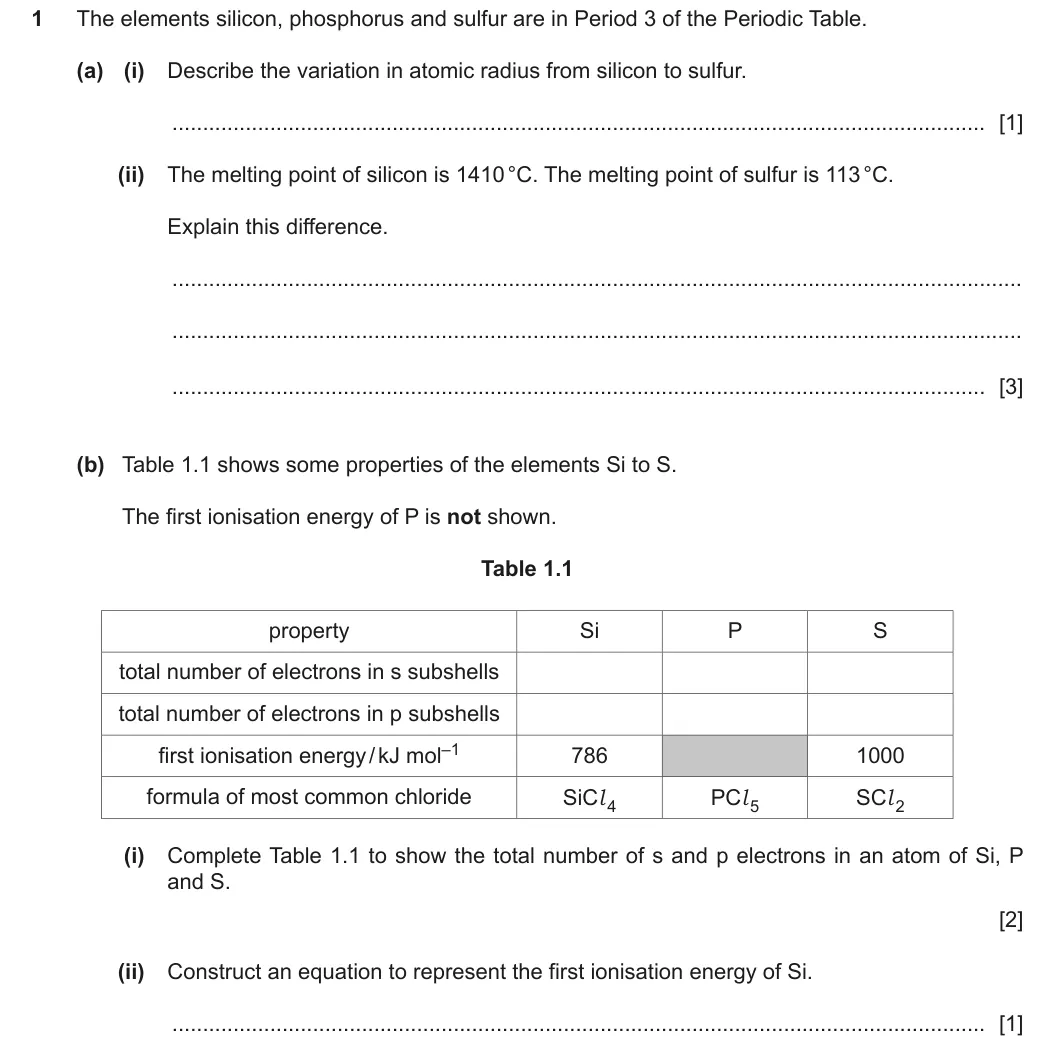 1 The elements silicon, phosphorus and sulfur are in Period 3 of the Periodic Table.
(a) (i) Describe the variation in atomic radius from silicon to sulfur.
................................................................................................................................ [1]
(ii) The melting point of silicon is 1410 °C. The melting point of sulfur is 113 °C.
Explain this difference.
................................................................................................................................
................................................................................................................................
................................................................................................................................ [3]
(b) Table 1.1 shows some properties of the elements Si to S.
The first ionisation energy of P is not shown.
Table 1.1
property Si P S
total number of electrons in s subshells
total number of electrons in p subshells
first ionisation energy / kJ mol⁻¹ 786 1000
formula of most common chloride SiCl₄ PCl₅ SCl₂
(i) Complete Table 1.1 to show the total number of s and p electrons in an atom of Si, P
and S.
[2]
(ii) Construct an equation to represent the first ionisation energy of Si.
................................................................................................................................ [1]